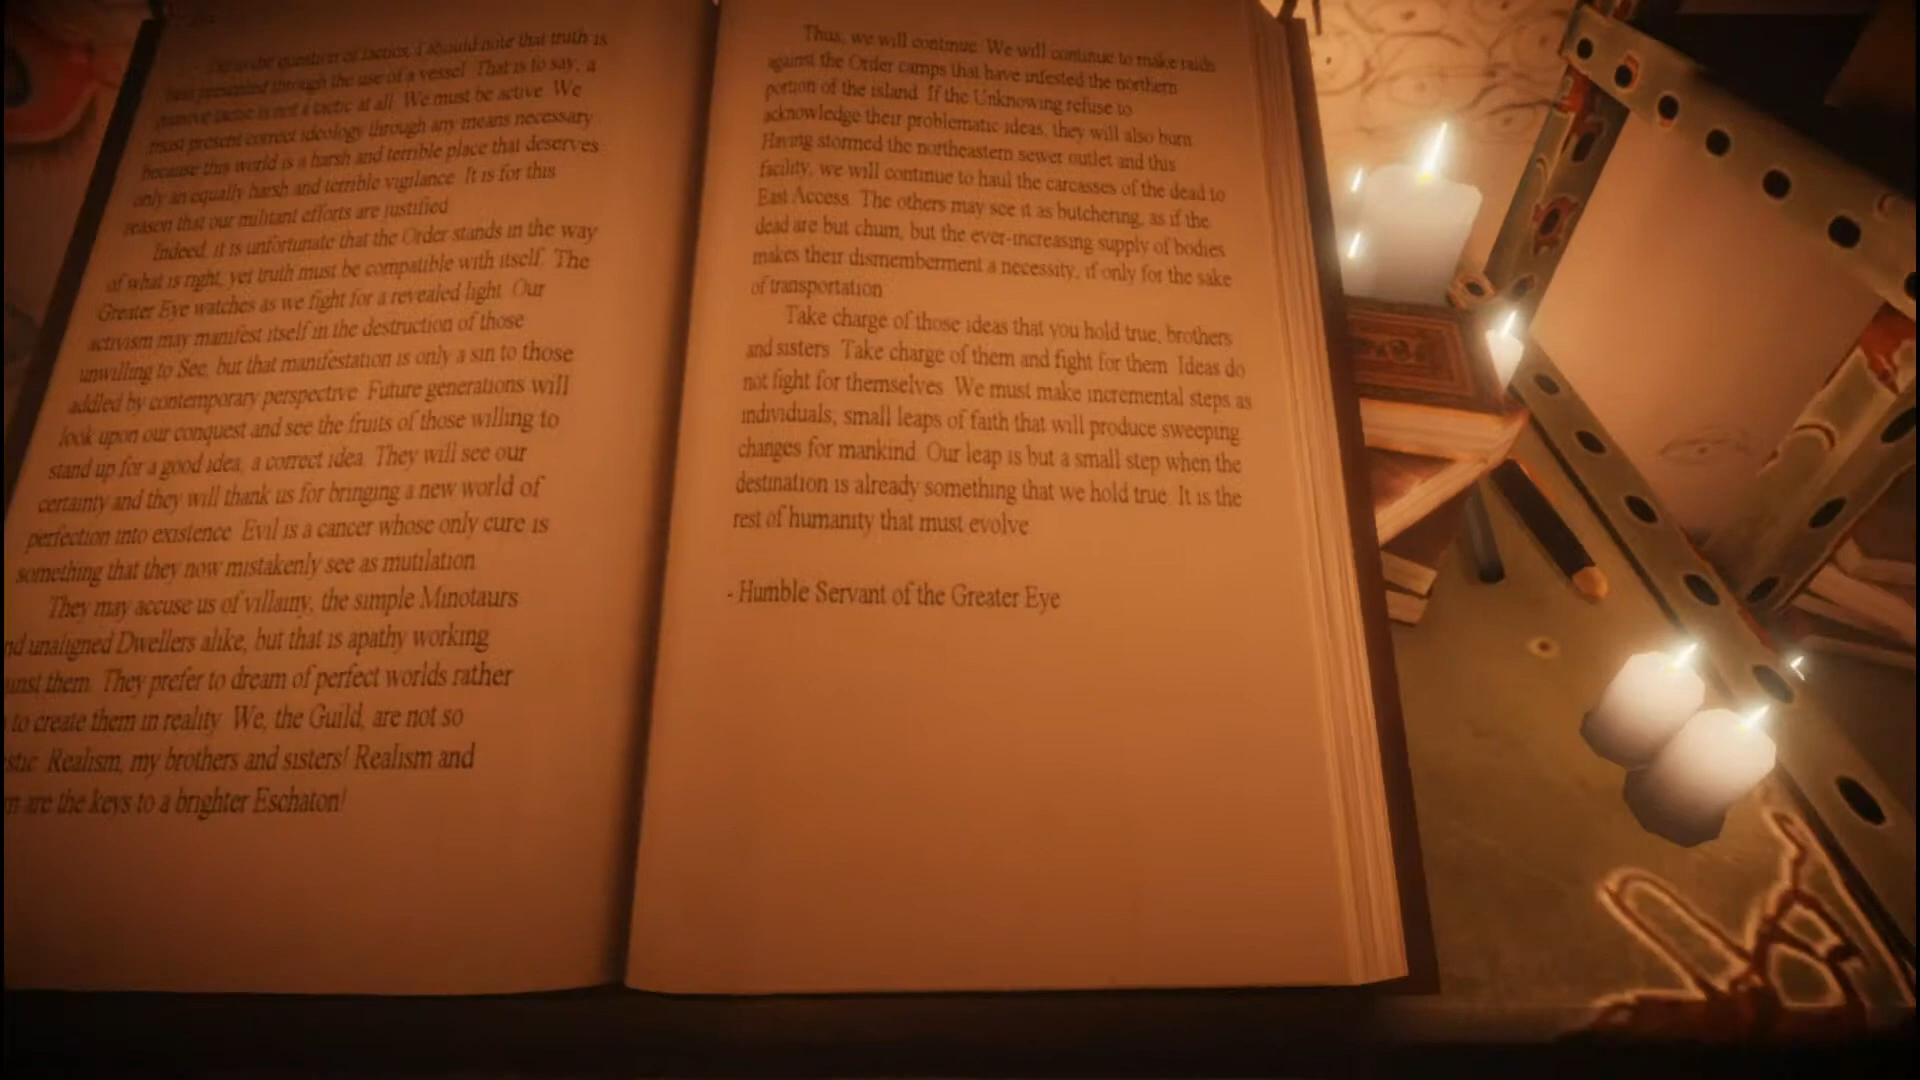 the question of tactics, I should note that truth is
best presented through the use of a vessel. That is to say, a
passive tactic is not a tactic at all. We must be active. We
must present correct ideology through any means necessary
because this world is a harsh and terrible place that deserves
only an equally harsh and terrible vigilance. It is for this
reason that our militant efforts are justified.
Indeed, it is unfortunate that the Order stands in the way
of what is right, yet truth must be compatible with itself. The
Greater Eye watches as we fight for a revealed light. Our
activism may manifest itself in the destruction of those
unwilling to See, but that manifestation is only a sin to those
addled by contemporary perspective. Future generations will
look upon our conquest and see the fruits of those willing to
stand up for a good idea, a correct idea. They will see our
certainty and they will thank us for bringing a new world of
perfection into existence. Evil is a cancer whose only cure is
something that they now mistakenly see as mutilation.
They may accuse us of villainy, the simple Minotaurs
nd unaligned Dwellers alike, but that is apathy working
inst them. They prefer to dream of perfect worlds rather
to create them in reality. We, the Guild, are not so
stic. Realism, my brothers and sisters! Realism and
are the keys to a brighter Eschaton!
Thus, we will continue. We will continue to make raids
against the Order camps that have infested the northern
portion of the island. If the Unknowing refuse to
acknowledge their problematic ideas, they will also burn.
Having stormed the northeastern sewer outlet and this
facility, we will continue to haul the carcasses of the dead to
East Access. The others may see it as butchering, as if the
dead are but chum, but the ever-increasing supply of bodies
makes their dismemberment a necessity, if only for the sake
of transportation.
Take charge of those ideas that you hold true, brothers
and sisters. Take charge of them and fight for them. Ideas do
not fight for themselves. We must make incremental steps as
individuals; small leaps of faith that will produce sweeping
changes for mankind. Our leap is but a small step when the
destination is already something that we hold true. It is the
rest of humanity that must evolve.
- Humble Servant of the Greater Eye